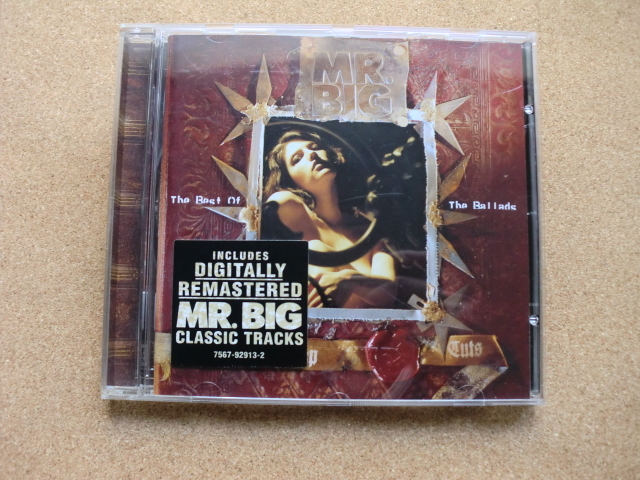 MR.
BIG
The Best Of
The Ballads
INCLUDES
DIGITALLY
REMASTERED
MR. BIG
CLASSIC TRACKS
7567-92913-2
Cuts